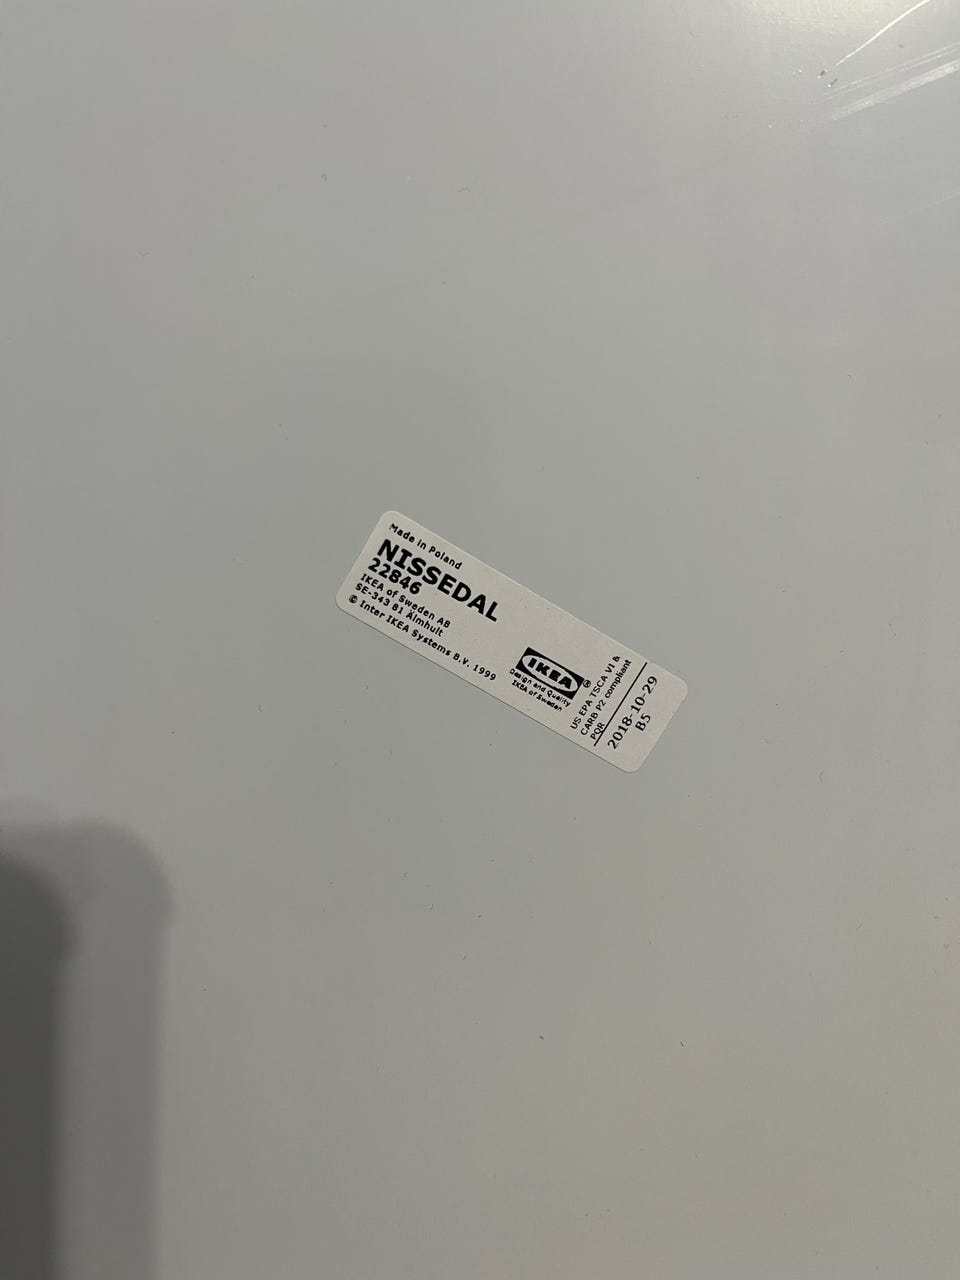 Made in Poland
NISSEDAL
22846
IKEA of Sweden AB
SE-343 81 Älmhult
© Inter IKEA Systems B.V. 1999
IKEA®
Design and Quality
IKEA of Sweden
US EPA TSCA VI &
CARB P2 compliant
PQR
2018-10-29
B5